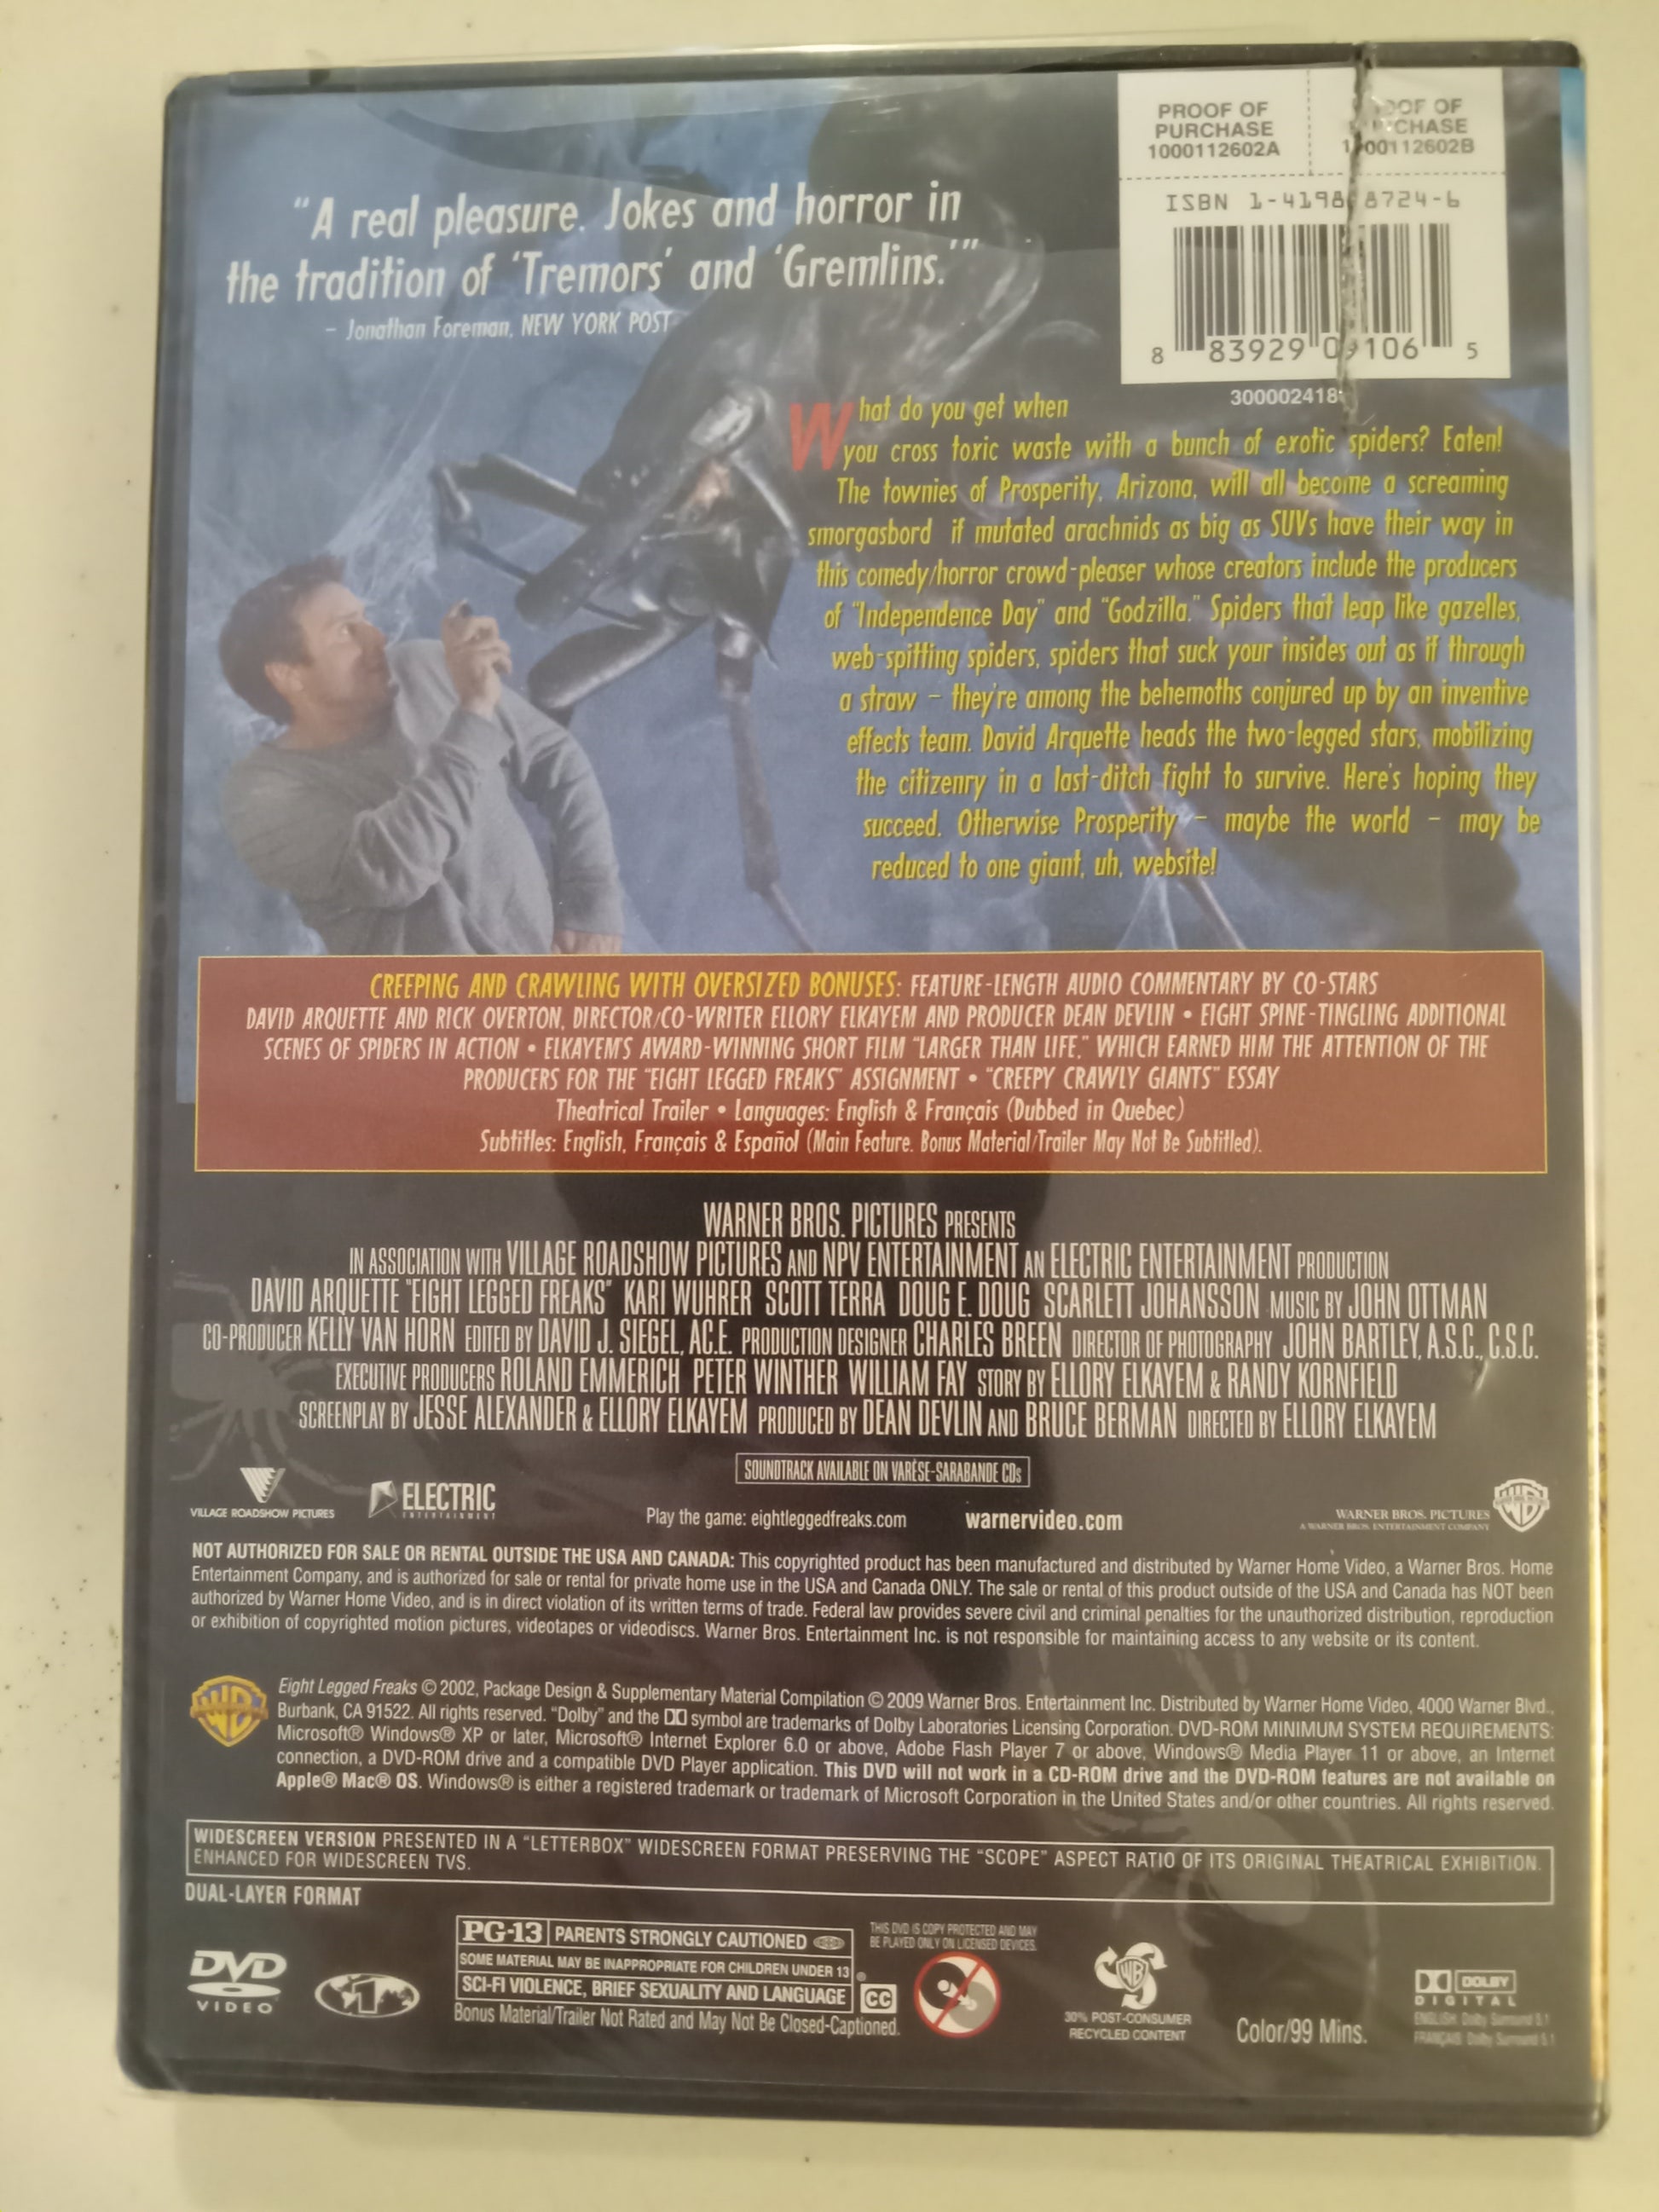 PROOF OF
PURCHASE
1000112602A
OF
1000112602B
ISBN 1-4198 8724-6
8 83929 09106 5
"A real pleasure. Jokes and horror in
the tradition of 'Tremors' and 'Gremlins.'"
– Jonathan Foreman, NEW YORK POST
What do you get when
you cross toxic waste with a bunch of exotic spiders? Eaten!
The townies of Prosperity, Arizona, will all become a screaming
smorgasbord if mutated arachnids as big as SUVs have their way in
this comedy/horror crowd-pleaser whose creators include the producers
of "Independence Day" and "Godzilla." Spiders that leap like gazelles,
web-spitting spiders, spiders that suck your insides out as if through
a straw – they're among the behemoths conjured up by an inventive
effects team. David Arquette heads the two-legged stars, mobilizing
the citizenry in a last-ditch fight to survive. Here's hoping they
succeed. Otherwise Prosperity – maybe the world – may be
reduced to one giant, uh, website!
CREEPING AND CRAWLING WITH OVERSIZED BONUSES: FEATURE-LENGTH AUDIO COMMENTARY BY CO-STARS
DAVID ARQUETTE AND RICK OVERTON, DIRECTOR/CO-WRITER ELLORY ELKAYEM AND PRODUCER DEAN DEVLIN • EIGHT SPINE-TINGLING ADDITIONAL
SCENES OF SPIDERS IN ACTION • ELKAYEM'S AWARD-WINNING SHORT FILM "LARGER THAN LIFE," WHICH EARNED HIM THE ATTENTION OF THE
PRODUCERS FOR THE "EIGHT LEGGED FREAKS" ASSIGNMENT • "CREEPY CRAWLY GIANTS" ESSAY
Theatrical Trailer • Languages: English & Français (Dubbed in Quebec)
Subtitles: English, Français & Español (Main Feature. Bonus Material/Trailer May Not Be Subtitled).
WARNER BROS. PICTURES PRESENTS
IN ASSOCIATION WITH VILLAGE ROADSHOW PICTURES AND NPV ENTERTAINMENT AN ELECTRIC ENTERTAINMENT PRODUCTION
DAVID ARQUETTE "EIGHT LEGGED FREAKS" KARI WUHRER SCOTT TERRA DOUG E. DOUG SCARLETT JOHANSSON MUSIC BY JOHN OTTMAN
CO-PRODUCER KELLY VAN HORN EDITED BY DAVID J. SIEGEL, A.C.E. PRODUCTION DESIGNER CHARLES BREEN DIRECTOR OF PHOTOGRAPHY JOHN BARTLEY, A.S.C., C.S.C.
EXECUTIVE PRODUCERS ROLAND EMMERICH PETER WINTHER WILLIAM FAY STORY BY ELLORY ELKAYEM & RANDY KORNFIELD
SCREENPLAY BY JESSE ALEXANDER & ELLORY ELKAYEM PRODUCED BY DEAN DEVLIN AND BRUCE BERMAN DIRECTED BY ELLORY ELKAYEM
SOUNDTRACK AVAILABLE ON VARÈSE-SARABANDE CDs
VILLAGE ROADSHOW PICTURES
ELECTRIC
ENTERTAINMENT
Play the game: eightleggedfreaks.com
warnervideo.com
WARNER BROS. PICTURES
A WARNER BROS. ENTERTAINMENT COMPANY
WB
NOT AUTHORIZED FOR SALE OR RENTAL OUTSIDE THE USA AND CANADA: This copyrighted product has been manufactured and distributed by Warner Home Video, a Warner Bros. Home
Entertainment Company, and is authorized for sale or rental for private home use in the USA and Canada ONLY. The sale or rental of this product outside of the USA and Canada has NOT been
authorized by Warner Home Video, and is in direct violation of its written terms of trade. Federal law provides severe civil and criminal penalties for the unauthorized distribution, reproduction
or exhibition of copyrighted motion pictures, videotapes or videodiscs. Warner Bros. Entertainment Inc. is not responsible for maintaining access to any website or its content.
WB
Eight Legged Freaks © 2002, Package Design & Supplementary Material Compilation © 2009 Warner Bros. Entertainment Inc. Distributed by Warner Home Video, 4000 Warner Blvd.,
Burbank, CA 91522. All rights reserved. "Dolby" and the DD symbol are trademarks of Dolby Laboratories Licensing Corporation. DVD-ROM MINIMUM SYSTEM REQUIREMENTS:
Microsoft® Windows® XP or later, Microsoft® Internet Explorer 6.0 or above, Adobe Flash Player 7 or above, Windows® Media Player 11 or above, an Internet
connection, a DVD-ROM drive and a compatible DVD Player application. This DVD will not work in a CD-ROM drive and the DVD-ROM features are not available on
Apple® Mac® OS. Windows® is either a registered trademark or trademark of Microsoft Corporation in the United States and/or other countries. All rights reserved.
WIDESCREEN VERSION PRESENTED IN A "LETTERBOX" WIDESCREEN FORMAT PRESERVING THE "SCOPE" ASPECT RATIO OF ITS ORIGINAL THEATRICAL EXHIBITION.
ENHANCED FOR WIDESCREEN TVS.
DUAL-LAYER FORMAT
DVD
VIDEO
1
PG-13 PARENTS STRONGLY CAUTIONED
SOME MATERIAL MAY BE INAPPROPRIATE FOR CHILDREN UNDER 13
SCI-FI VIOLENCE, BRIEF SEXUALITY AND LANGUAGE
®
CC
Bonus Material/Trailer Not Rated and May Not Be Closed-Captioned.
THIS DVD IS COPY PROTECTED AND MAY
BE PLAYED ONLY ON LICENSED DEVICES.
WB
30% POST-CONSUMER
RECYCLED CONTENT
Color/99 Mins.
DOLBY
DIGITAL
ENGLISH: Dolby Surround 5.1
FRANÇAIS: Dolby Surround 5.1